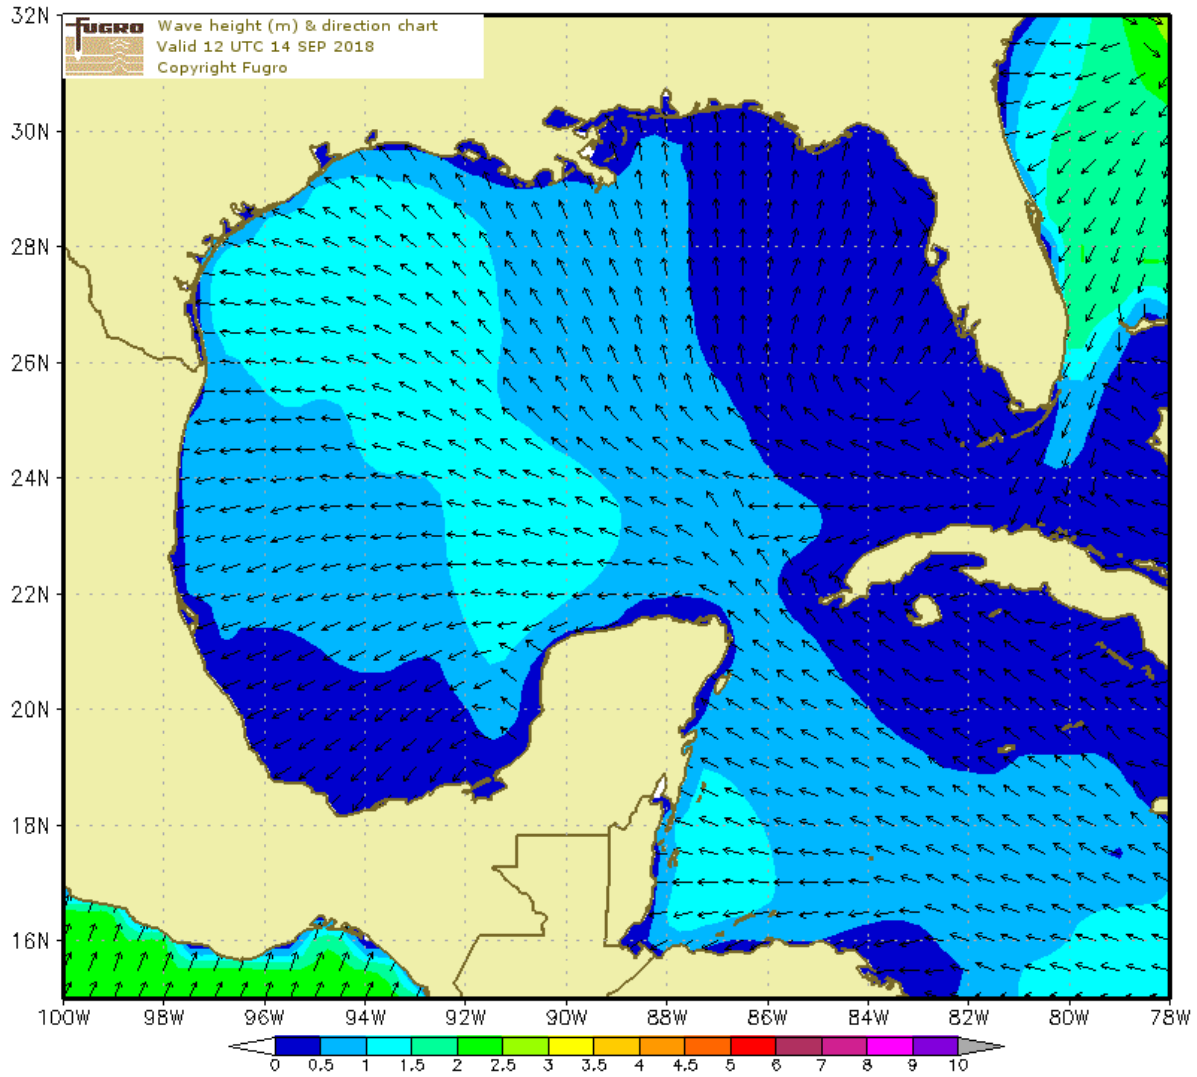 32N
FUGRO
Wave height (m) & direction chart
Valid 12 UTC 14 SEP 2018
Copyright Fugro
30N
28N
26N
24N
22N
20N
18N
16N
100W 98W 96W 94W 92W 90W 88W 86W 84W 82W 80W 78W
0 0.5 1 1.5 2 2.5 3 3.5 4 4.5 5 6 7 8 9 10